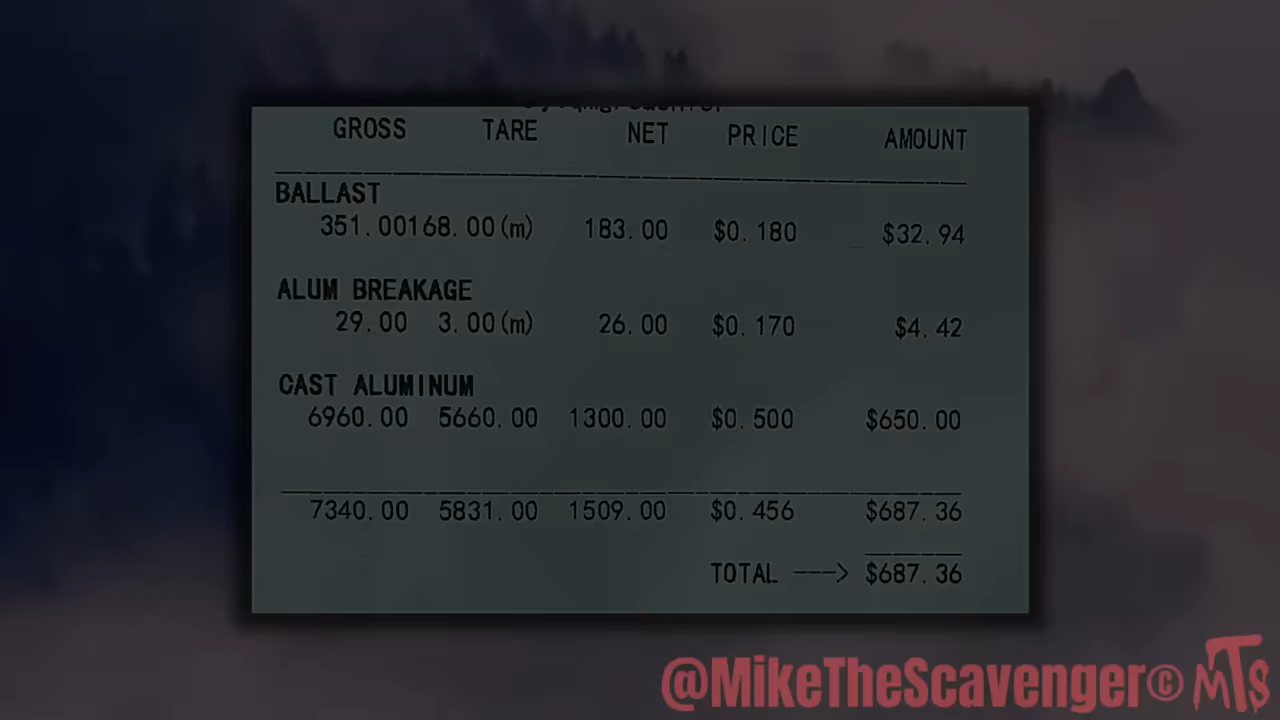 GROSS TARE NET PRICE AMOUNT
BALLAST
351.00168.00(m) 183.00 $0.180 $32.94
ALUM BREAKAGE
29.00 3.00(m) 26.00 $0.170 $4.42
CAST ALUMINUM
6960.00 5660.00 1300.00 $0.500 $650.00
7340.00 5831.00 1509.00 $0.456 $687.36
TOTAL ---> $687.36
@MikeTheScavenger© MTS